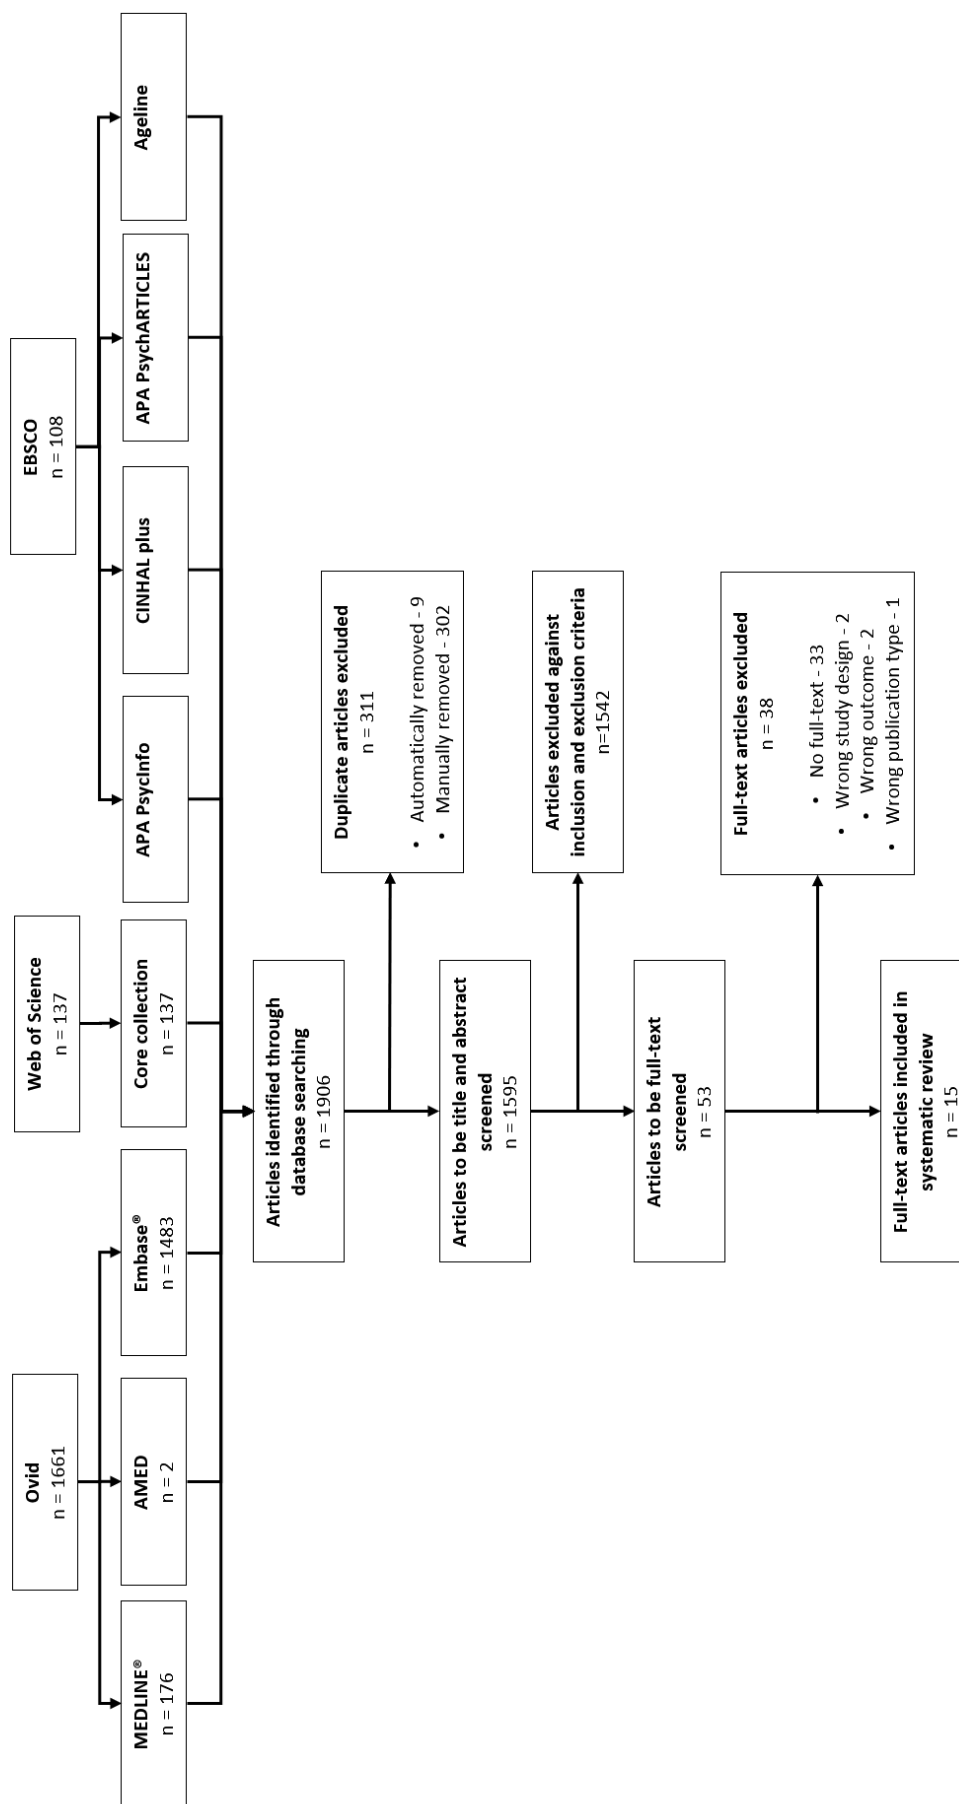 Ovid
n = 1661
Web of Science
n = 137
EBSCO
n = 108
MEDLINE®
n = 176
AMED
n = 2
Embase®
n = 1483
Core collection
n = 137
APA PsycInfo
CINHAL plus
APA PsychARTICLES
Ageline
Articles identified through
database searching
n = 1906
Duplicate articles excluded
n = 311
• Automatically removed - 9
• Manually removed - 302
Articles to be title and abstract
screened
n = 1595
Articles excluded against
inclusion and exclusion criteria
n=1542
Articles to be full-text
screened
n = 53
Full-text articles excluded
n = 38
• No full-text - 33
• Wrong study design - 2
• Wrong outcome - 2
• Wrong publication type - 1
Full-text articles included in
systematic review
n = 15